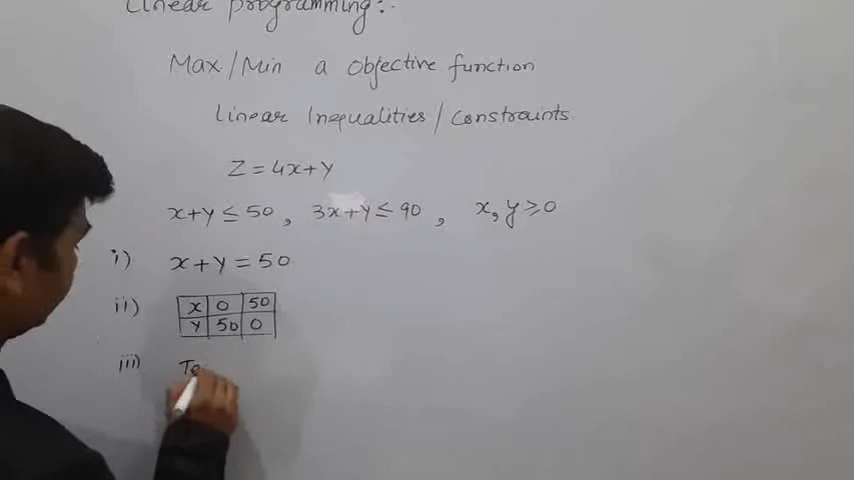 Linear programming:-
Max/Min a objective function
Linear Inequalities/Constraints
Z=4x+y
x+y ≤ 50, 3x+y ≤ 90, x, y ≥ 0
i) x+y = 50
ii) x 0 50
y 50 0
iii) Te